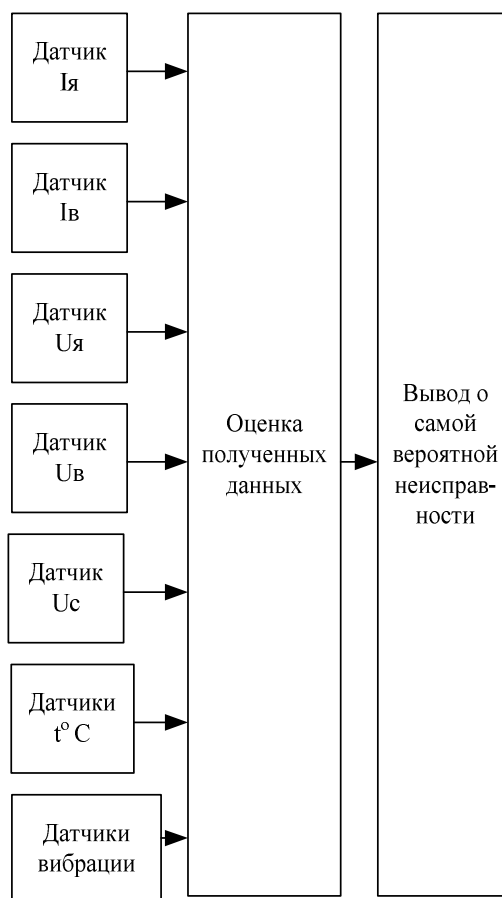 Датчик
Iя
Датчик
Iв
Датчик
Uя
Датчик
Uв
Датчик
Uс
Датчики
t° С
Датчики
вибрации
Оценка
полученных
данных
Вывод о
самой
вероятной
неисправ-
ности